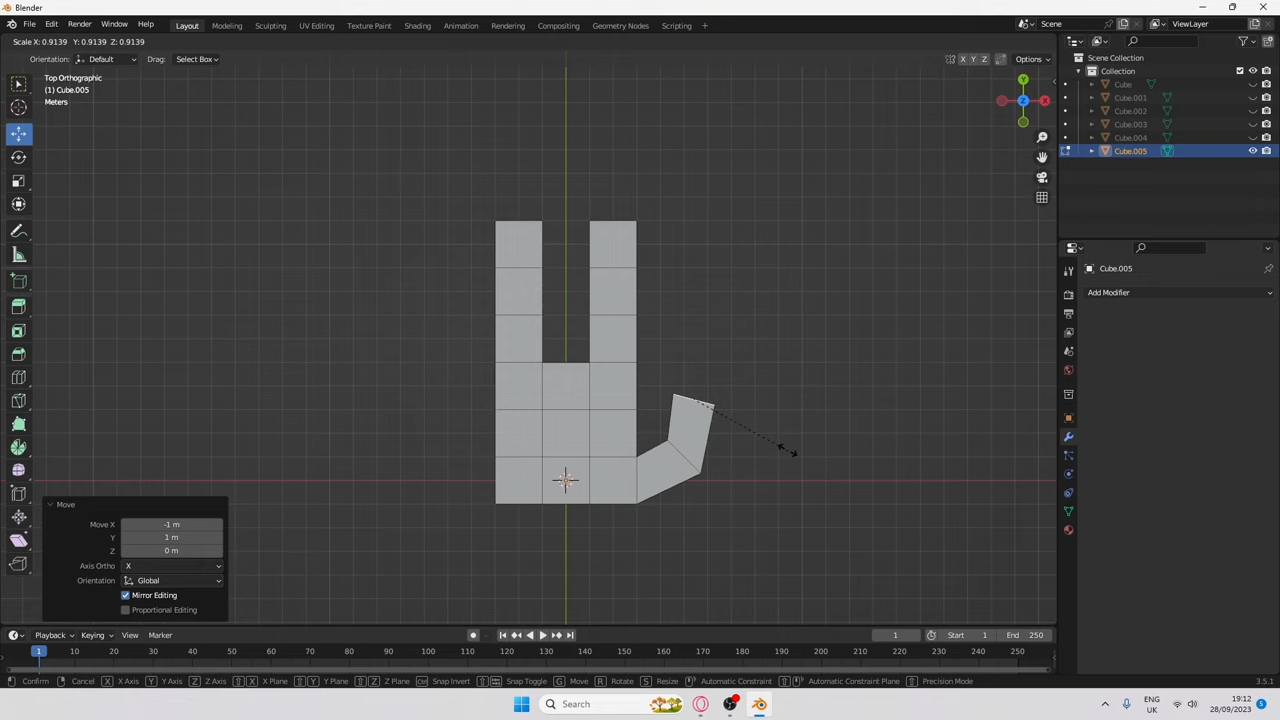 Blender
File Edit Render Window Help Layout Modeling Sculpting UV Editing Texture Paint Shading Animation Rendering Compositing Geometry Nodes Scripting Scene ViewLayer
Scale X: 0.9139 Y: 0.9139 Z: 0.9139
Orientation: Default Drag: Select Box X Y Z Options
Top Orthographic
(1) Cube.005
Meters
Y
Z
X
Scene Collection
Collection
Cube
Cube.001
Cube.002
Cube.003
Cube.004
Cube.005
Cube.005
Add Modifier
Move
Move X -1 m
Y 1 m
Z 0 m
Axis Ortho X
Orientation Global
Mirror Editing
Proportional Editing
Playback Keying View Marker 1 Start 1 End 250
1 10 20 30 40 50 60 70 80 90 100 110 120 130 140 150 160 170 180 190 200 210 220 230 240 250
Confirm Cancel X X Axis Y Y Axis Z Z Axis X X Plane Y Y Plane Z Z Plane Snap Invert Snap Toggle G Move R Rotate S Resize Automatic Constraint Automatic Constraint Plane Precision Mode 3.5.1
Search
ENG
UK
19:12
28/09/2023